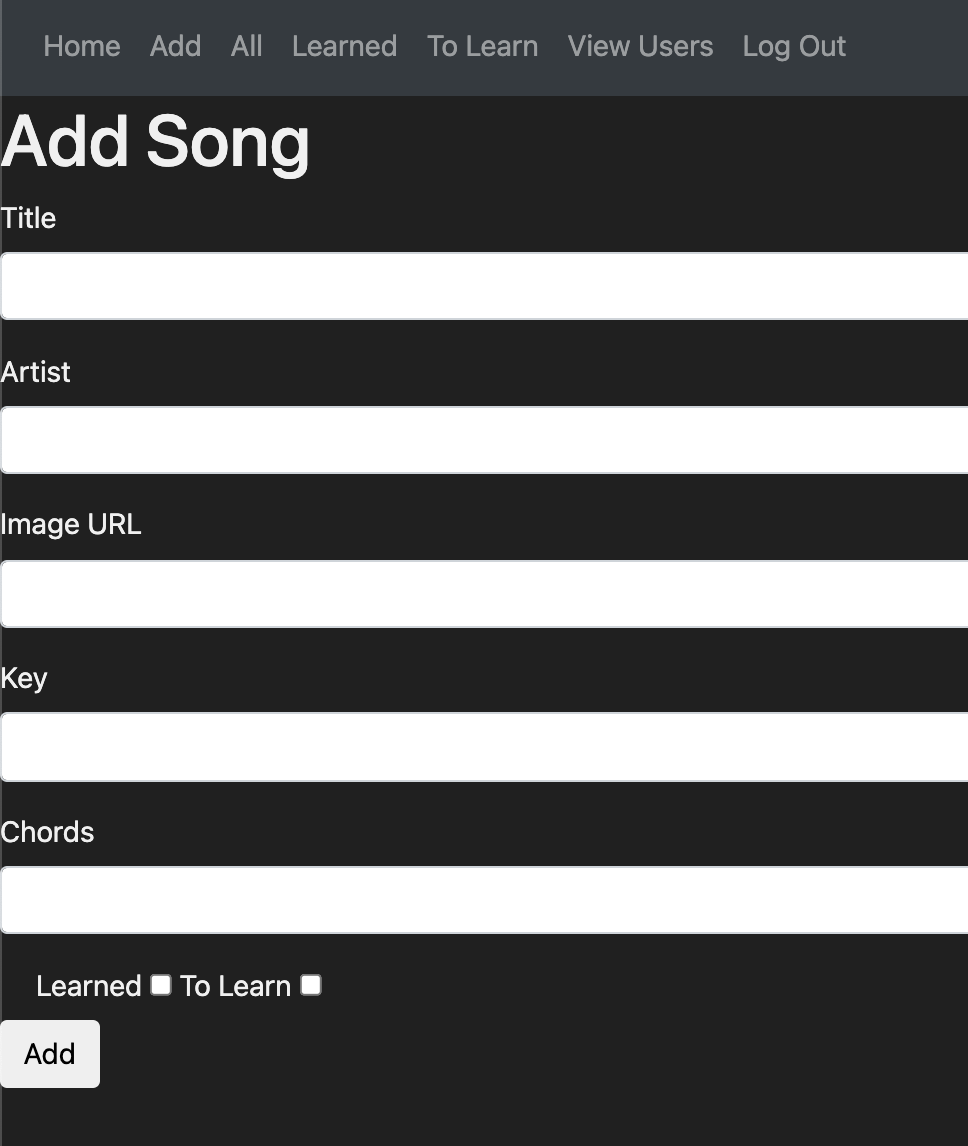 Home Add All Learned To Learn View Users Log Out
Add Song
Title
Artist
Image URL
Key
Chords
Learned To Learn
Add